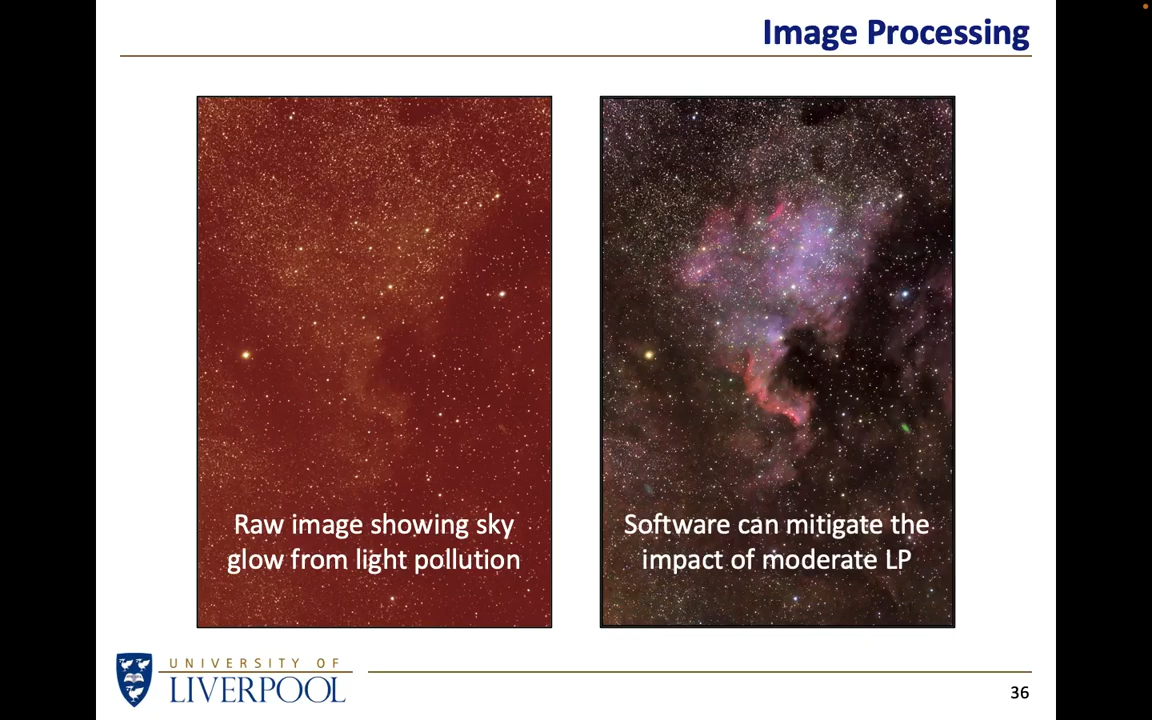 Image Processing
Raw image showing sky
glow from light pollution
Software can mitigate the
impact of moderate LP
UNIVERSITY OF
LIVERPOOL
36